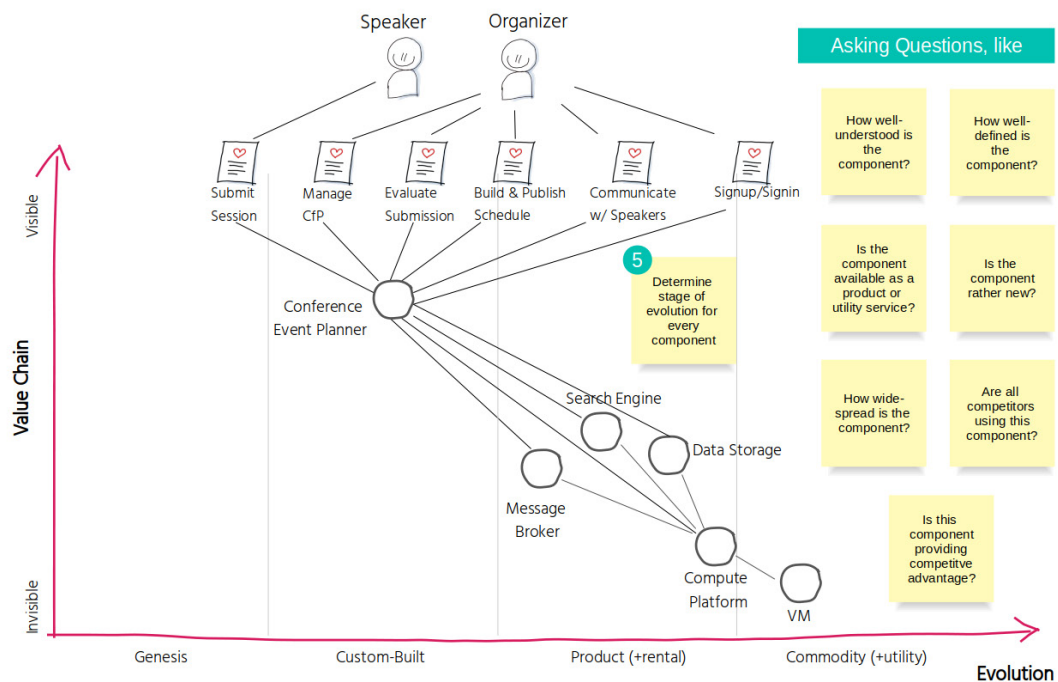 Speaker
Organizer
Asking Questions, like
How well-
understood is
the
component?
How well-
defined is
the
component?
Submit
Session
Manage
CfP
Evaluate
Submission
Build & Publish
Schedule
Communicate
w/ Speakers
Signup/Signin
Visible
5
Determine
stage of
evolution for
every
component
Is the
component
available as a
product or
utility service?
Is the
component
rather new?
Conference
Event Planner
Value Chain
Search Engine
Data Storage
How wide-
spread is the
component?
Are all
competitors
using this
component?
Message
Broker
Is this
component
providing
competitve
advantage?
Compute
Platform
VM
Invisible
Genesis
Custom-Built
Product (+rental)
Commodity (+utility)
Evolution